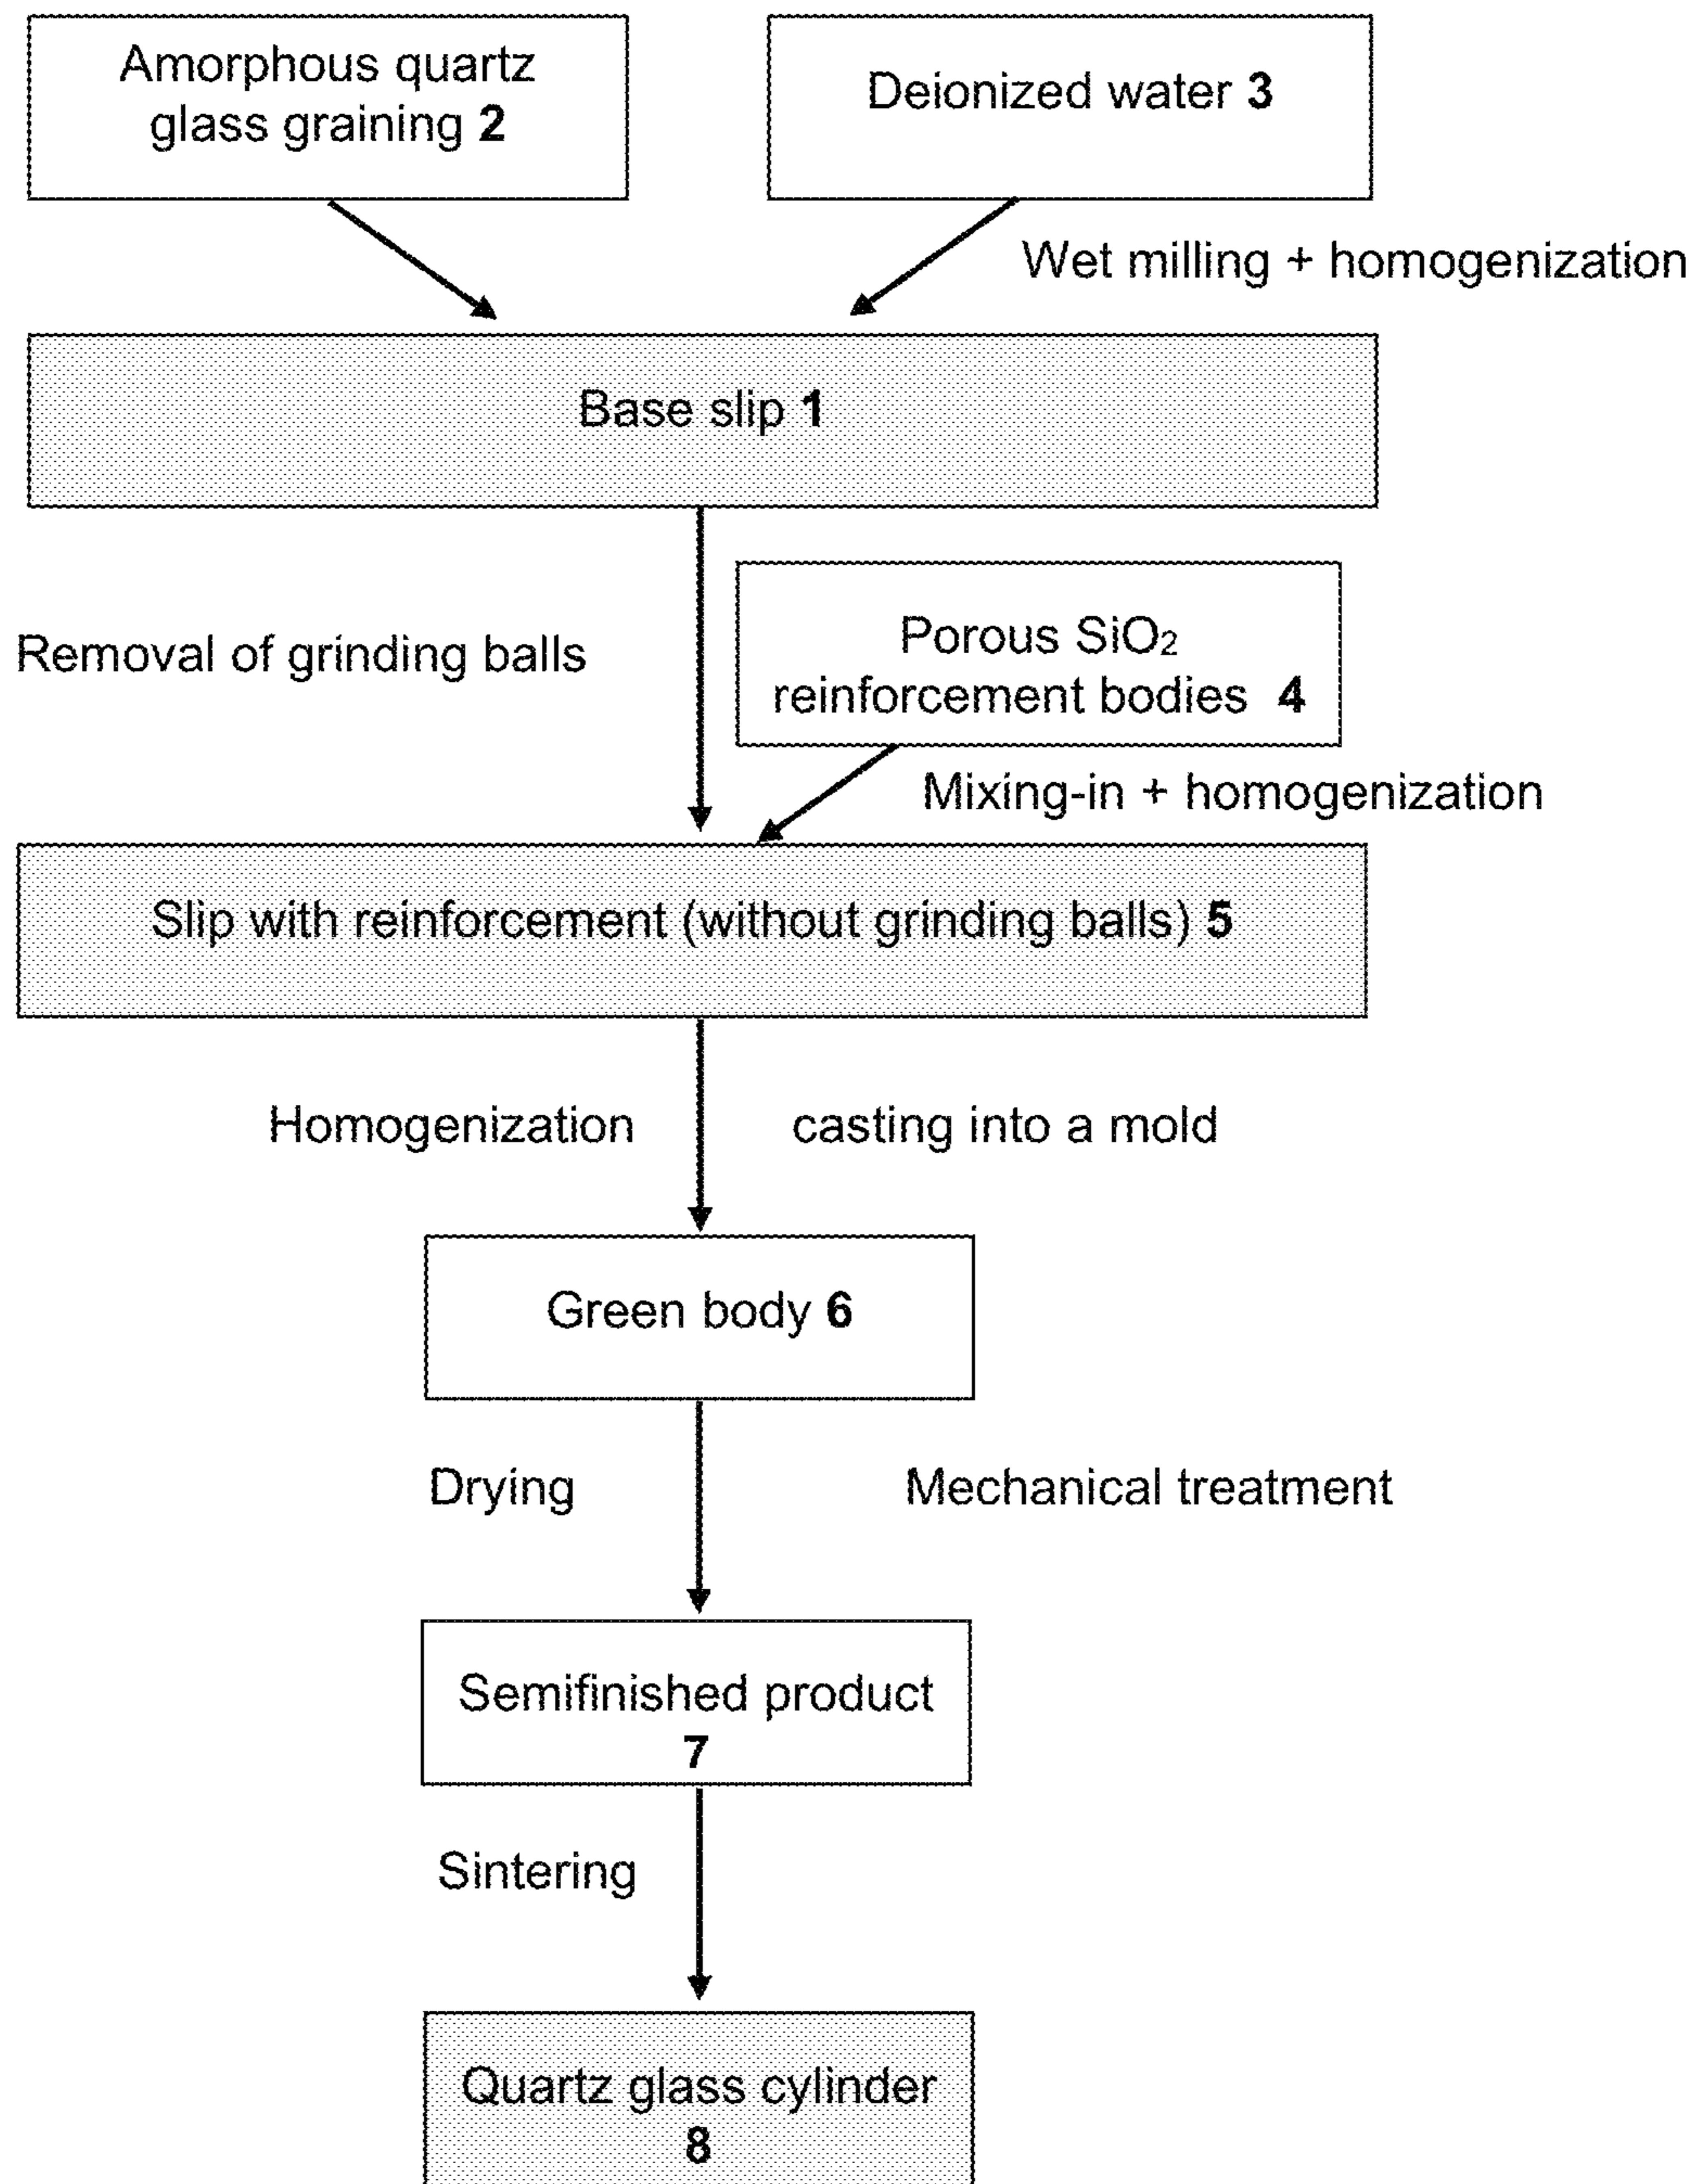 Amorphous quartz
glass graining 2
Deionized water 3
Wet milling + homogenization
Base slip 1
Removal of grinding balls
Porous SiO₂
reinforcement bodies 4
Mixing-in + homogenization
Slip with reinforcement (without grinding balls) 5
Homogenization
casting into a mold
Green body 6
Drying
Mechanical treatment
Semifinished product
7
Sintering
Quartz glass cylinder
8